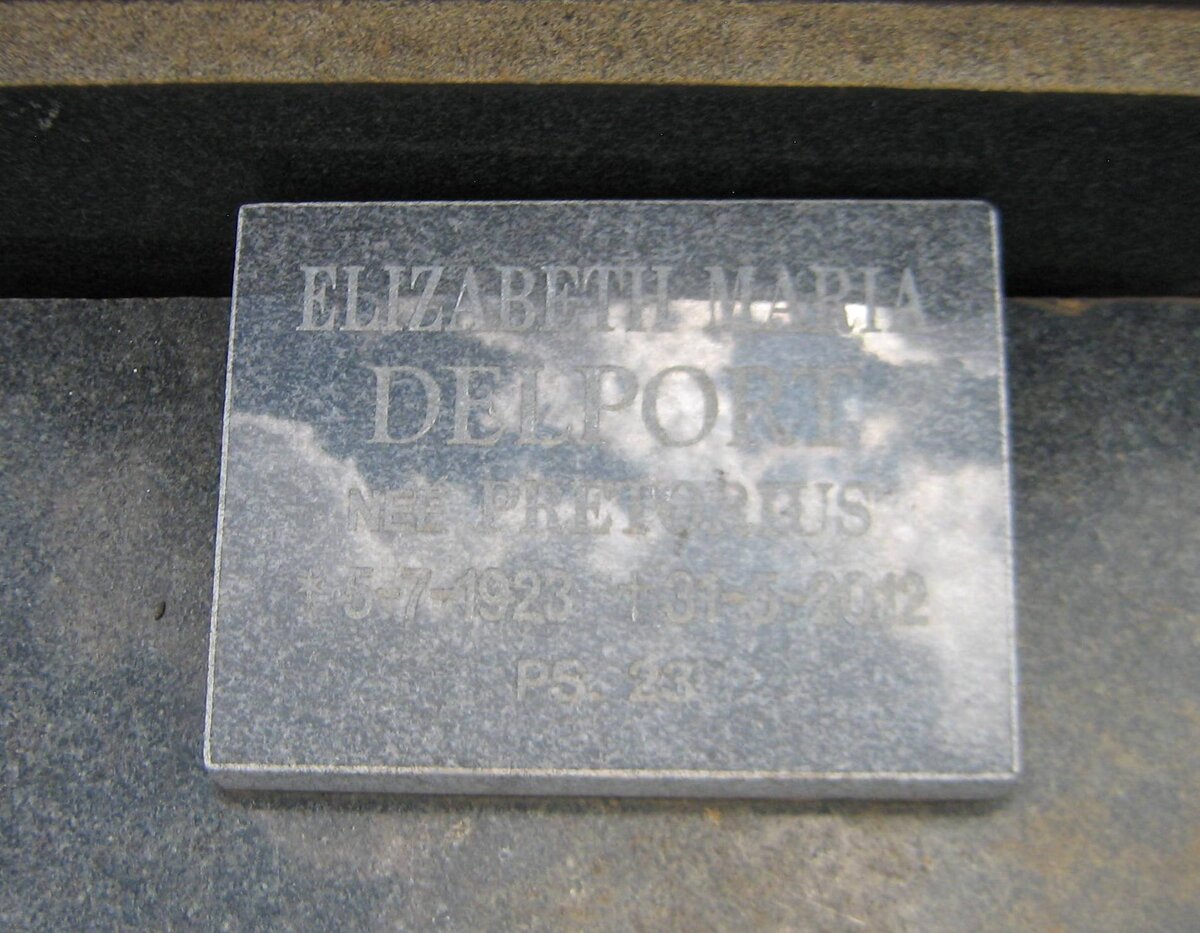 ELIZABETH MARIA
DELPORT
NEE PRETORIUS
* 5-7-1923 † 31-5-2012
PS. 23